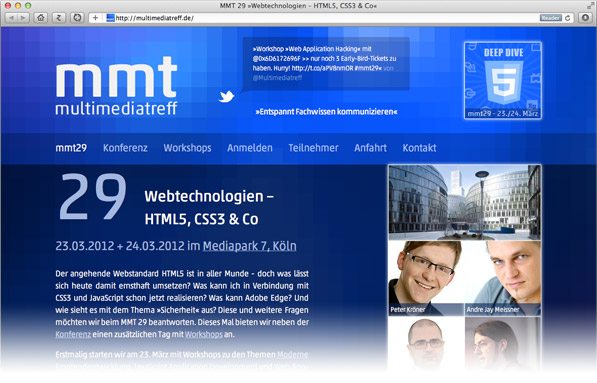 MMT 29 »Webtechnologien – HTML5, CSS3 & Co«
http://multimediatreff.de/
Reader
mmt
multimediatreff
»Workshop »Web Application Hacking« mit
@0x6D6172696F >> nur noch 3 Early-Bird-Tickets zu
haben. Hurry! http://t.co/aPV8nmOR #mmt29« von
@Multimediatreff
»Entspannt Fachwissen kommunizieren«
DEEP DIVE
5
mmt29 - 23./24. März
mmt29 Konferenz Workshops Anmelden Teilnehmer Anfahrt Kontakt
29
Webtechnologien –
HTML5, CSS3 & Co
23.03.2012 + 24.03.2012 im Mediapark 7, Köln
Der angehende Webstandard HTML5 ist in aller Munde – doch was lässt
sich heute damit ernsthaft umsetzen? Was kann ich in Verbindung mit
CSS3 und JavaScript schon jetzt realisieren? Was kann Adobe Edge? Und
wie sieht es mit dem Thema »Sicherheit« aus? Diese und weitere Fragen
möchten wir beim MMT 29 beantworten. Dieses Mal bieten wir neben der
Konferenz einen zusätzlichen Tag mit Workshops an.
Erstmalig starten wir am 23. März mit Workshops zu den Themen Moderne
Peter Kröner
Andre Jay Meissner